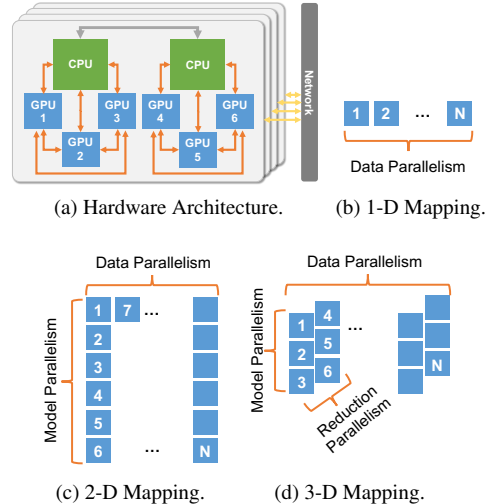 CPU
CPU
GPU
1
GPU
3
GPU
4
GPU
6
GPU
2
GPU
5
Network
1 2 ... N
Data Parallelism
(a) Hardware Architecture.
(b) 1-D Mapping.
Data Parallelism
Model Parallelism
1 7 ...
2
3
4
5
6 ... N
(c) 2-D Mapping.
Data Parallelism
Model Parallelism
1 4 ...
2 5
3 6 N
Reduction
Parallelism
(d) 3-D Mapping.